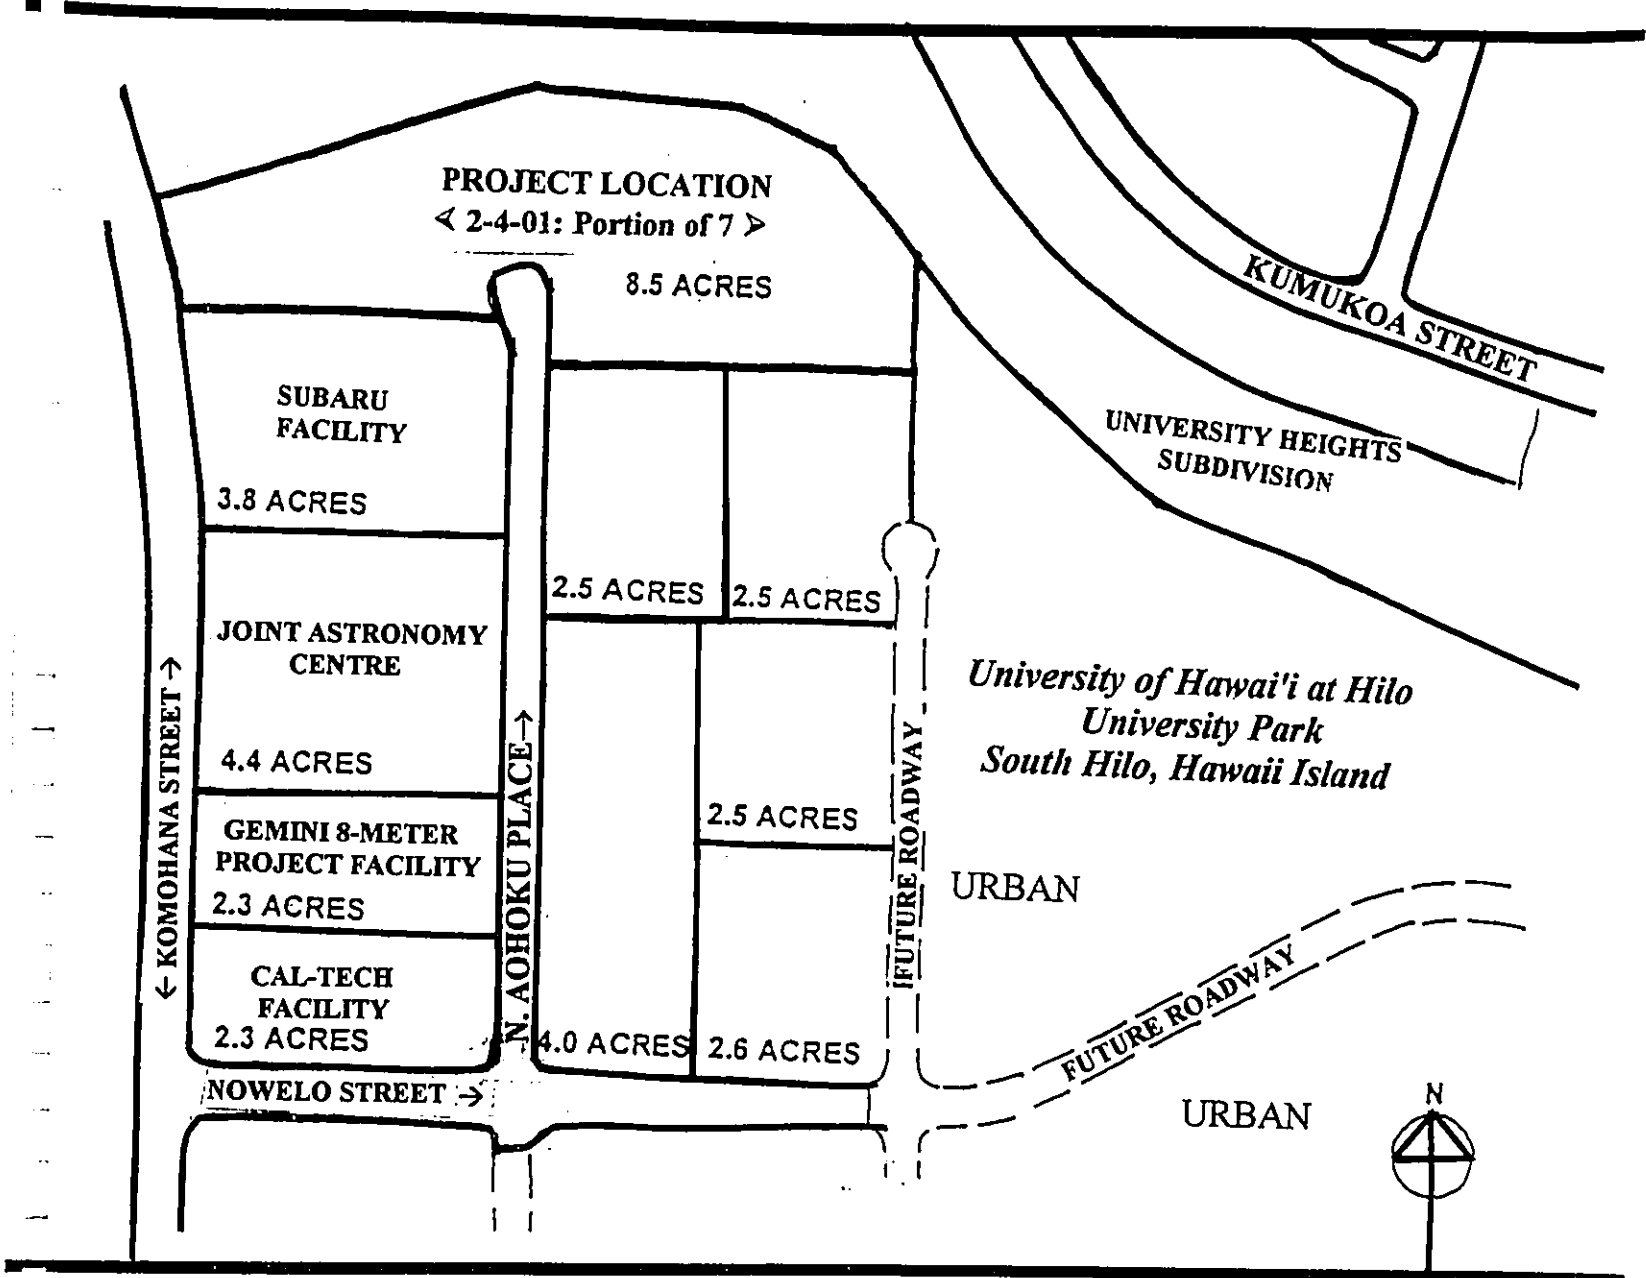 PROJECT LOCATION
< 2-4-01: Portion of 7 >
8.5 ACRES
KUMUKOA STREET
UNIVERSITY HEIGHTS
SUBDIVISION
SUBARU
FACILITY
3.8 ACRES
2.5 ACRES
2.5 ACRES
JOINT ASTRONOMY
CENTRE
4.4 ACRES
← KOMOHANA STREET →
N. AOHOKU PLACE→
FUTURE ROADWAY
University of Hawai'i at Hilo
University Park
South Hilo, Hawaii Island
2.5 ACRES
GEMINI 8-METER
PROJECT FACILITY
2.3 ACRES
URBAN
CAL-TECH
FACILITY
2.3 ACRES
4.0 ACRES
2.6 ACRES
FUTURE ROADWAY
NOWELO STREET →
URBAN
N